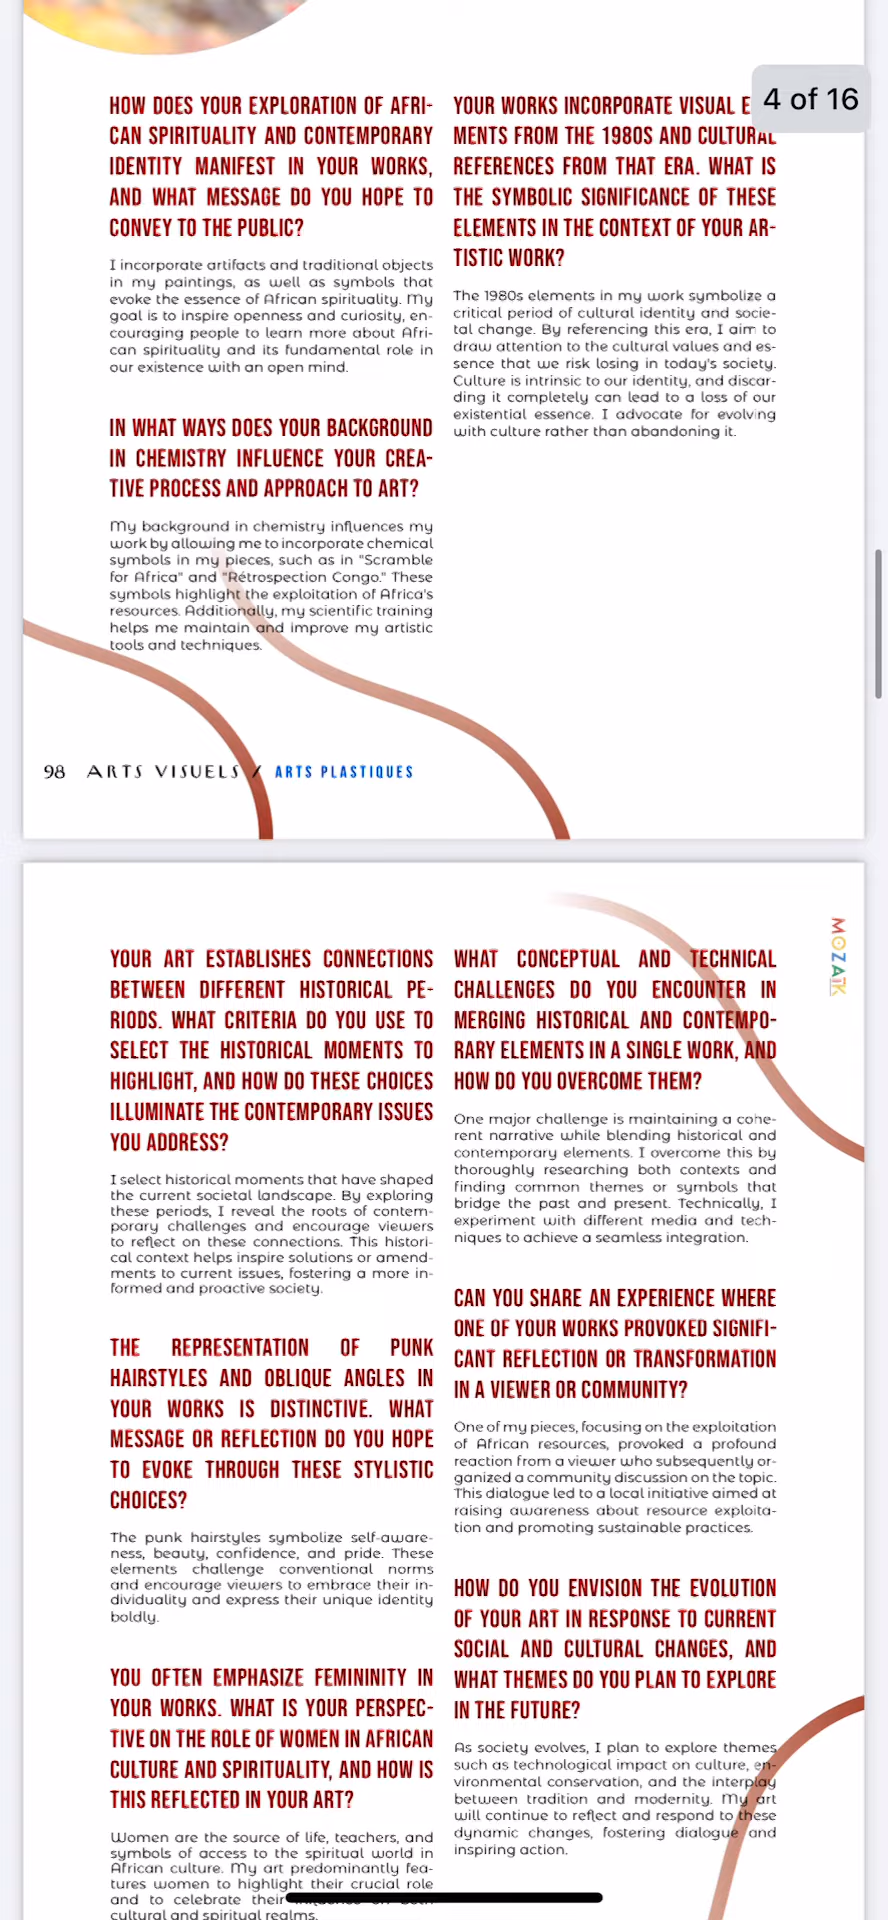 4 of 16
HOW DOES YOUR EXPLORATION OF AFRI-
CAN SPIRITUALITY AND CONTEMPORARY
IDENTITY MANIFEST IN YOUR WORKS,
AND WHAT MESSAGE DO YOU HOPE TO
CONVEY TO THE PUBLIC?
I incorporate artifacts and traditional objects
in my paintings, as well as symbols that
evoke the essence of African spirituality. My
goal is to inspire openness and curiosity, en-
couraging people to learn more about Afri-
can spirituality and its fundamental role in
our existence with an open mind.
IN WHAT WAYS DOES YOUR BACKGROUND
IN CHEMISTRY INFLUENCE YOUR CREA-
TIVE PROCESS AND APPROACH TO ART?
My background in chemistry influences my
work by allowing me to incorporate chemical
symbols in my pieces, such as in "Scramble
for Africa" and "Rétrospection Congo." These
symbols highlight the exploitation of Africa's
resources. Additionally, my scientific training
helps me maintain and improve my artistic
tools and techniques.
YOUR WORKS INCORPORATE VISUAL E
MENTS FROM THE 1980S AND CULTURAL
REFERENCES FROM THAT ERA. WHAT IS
THE SYMBOLIC SIGNIFICANCE OF THESE
ELEMENTS IN THE CONTEXT OF YOUR AR-
TISTIC WORK?
The 1980s elements in my work symbolize a
critical period of cultural identity and socie-
tal change. By referencing this era, I aim to
draw attention to the cultural values and es-
sence that we risk losing in today's society.
Culture is intrinsic to our identity, and discar-
ding it completely can lead to a loss of our
existential essence. I advocate for evolving
with culture rather than abandoning it.
98 ARTS VISUELS / ARTS PLASTIQUES
MOZAÏK
YOUR ART ESTABLISHES CONNECTIONS
BETWEEN DIFFERENT HISTORICAL PE-
RIODS. WHAT CRITERIA DO YOU USE TO
SELECT THE HISTORICAL MOMENTS TO
HIGHLIGHT, AND HOW DO THESE CHOICES
ILLUMINATE THE CONTEMPORARY ISSUES
YOU ADDRESS?
I select historical moments that have shaped
the current societal landscape. By exploring
these periods, I reveal the roots of contem-
porary challenges and encourage viewers
to reflect on these connections. This histori-
cal context helps inspire solutions or amend-
ments to current issues, fostering a more in-
formed and proactive society.
THE REPRESENTATION OF PUNK
HAIRSTYLES AND OBLIQUE ANGLES IN
YOUR WORKS IS DISTINCTIVE. WHAT
MESSAGE OR REFLECTION DO YOU HOPE
TO EVOKE THROUGH THESE STYLISTIC
CHOICES?
The punk hairstyles symbolize self-aware-
ness, beauty, confidence, and pride. These
elements challenge conventional norms
and encourage viewers to embrace their in-
dividuality and express their unique identity
boldly.
YOU OFTEN EMPHASIZE FEMININITY IN
YOUR WORKS. WHAT IS YOUR PERSPEC-
TIVE ON THE ROLE OF WOMEN IN AFRICAN
CULTURE AND SPIRITUALITY, AND HOW IS
THIS REFLECTED IN YOUR ART?
Women are the source of life, teachers, and
symbols of access to the spiritual world in
African culture. My art predominantly fea-
tures women to highlight their crucial role
and to celebrate their
cultural and spiritual realms.
WHAT CONCEPTUAL AND TECHNICAL
CHALLENGES DO YOU ENCOUNTER IN
MERGING HISTORICAL AND CONTEMPO-
RARY ELEMENTS IN A SINGLE WORK, AND
HOW DO YOU OVERCOME THEM?
One major challenge is maintaining a cohe-
rent narrative while blending historical and
contemporary elements. I overcome this by
thoroughly researching both contexts and
finding common themes or symbols that
bridge the past and present. Technically, I
experiment with different media and tech-
niques to achieve a seamless integration.
CAN YOU SHARE AN EXPERIENCE WHERE
ONE OF YOUR WORKS PROVOKED SIGNIFI-
CANT REFLECTION OR TRANSFORMATION
IN A VIEWER OR COMMUNITY?
One of my pieces, focusing on the exploitation
of African resources, provoked a profound
reaction from a viewer who subsequently or-
ganized a community discussion on the topic.
This dialogue led to a local initiative aimed at
raising awareness about resource exploita-
tion and promoting sustainable practices.
HOW DO YOU ENVISION THE EVOLUTION
OF YOUR ART IN RESPONSE TO CURRENT
SOCIAL AND CULTURAL CHANGES, AND
WHAT THEMES DO YOU PLAN TO EXPLORE
IN THE FUTURE?
As society evolves, I plan to explore themes
such as technological impact on culture, en-
vironmental conservation, and the interplay
between tradition and modernity. My art
will continue to reflect and respond to these
dynamic changes, fostering dialogue and
inspiring action.